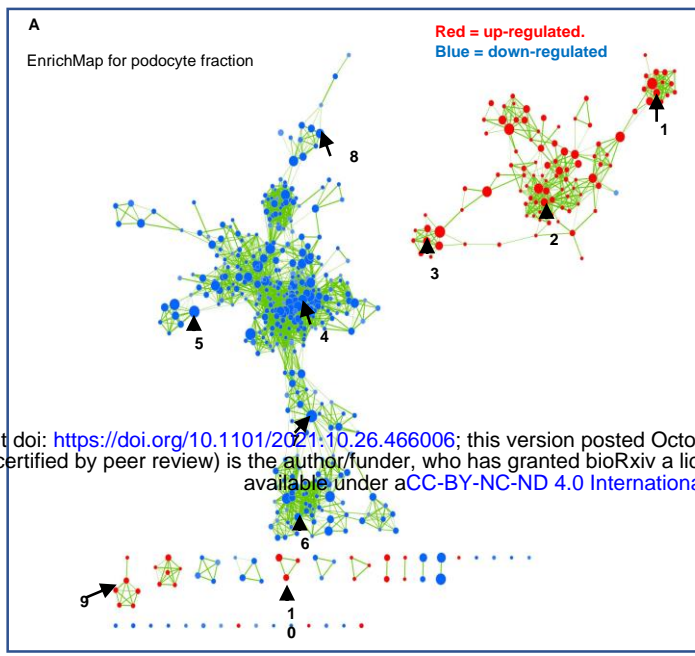 A
EnrichMap for podocyte fraction
Red = up-regulated.
Blue = down-regulated
1
8
2
3
4
5
t doi: https://doi.org/10.1101/2021.10.26.466006; this version posted Octo
certified by peer review) is the author/funder, who has granted bioRxiv a lic
available under aCC-BY-NC-ND 4.0 Internationa
6
9
1
0